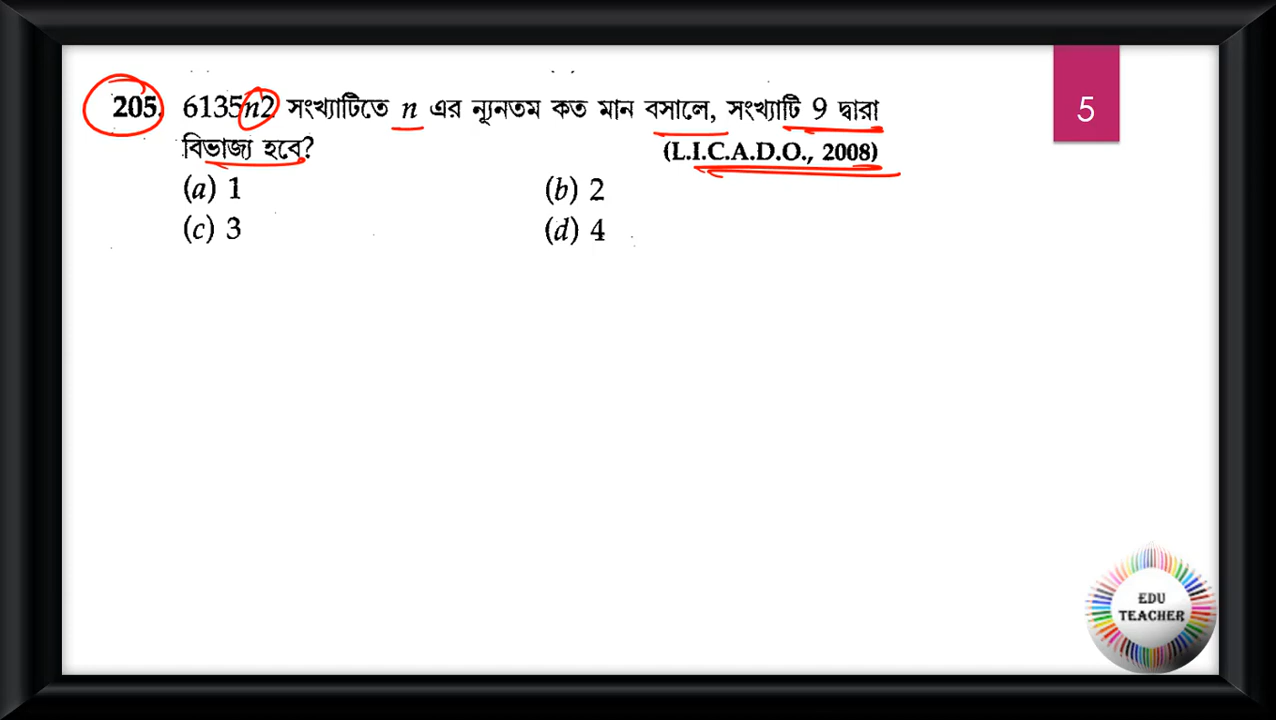 5
205. 6135n2 সংখ্যাটিতে n এর ন্যূনতম কত মান বসালে, সংখ্যাটি 9 দ্বারা
বিভাজ্য হবে? (L.I.C.A.D.O., 2008)
(a) 1 (b) 2
(c) 3 (d) 4
EDU
TEACHER